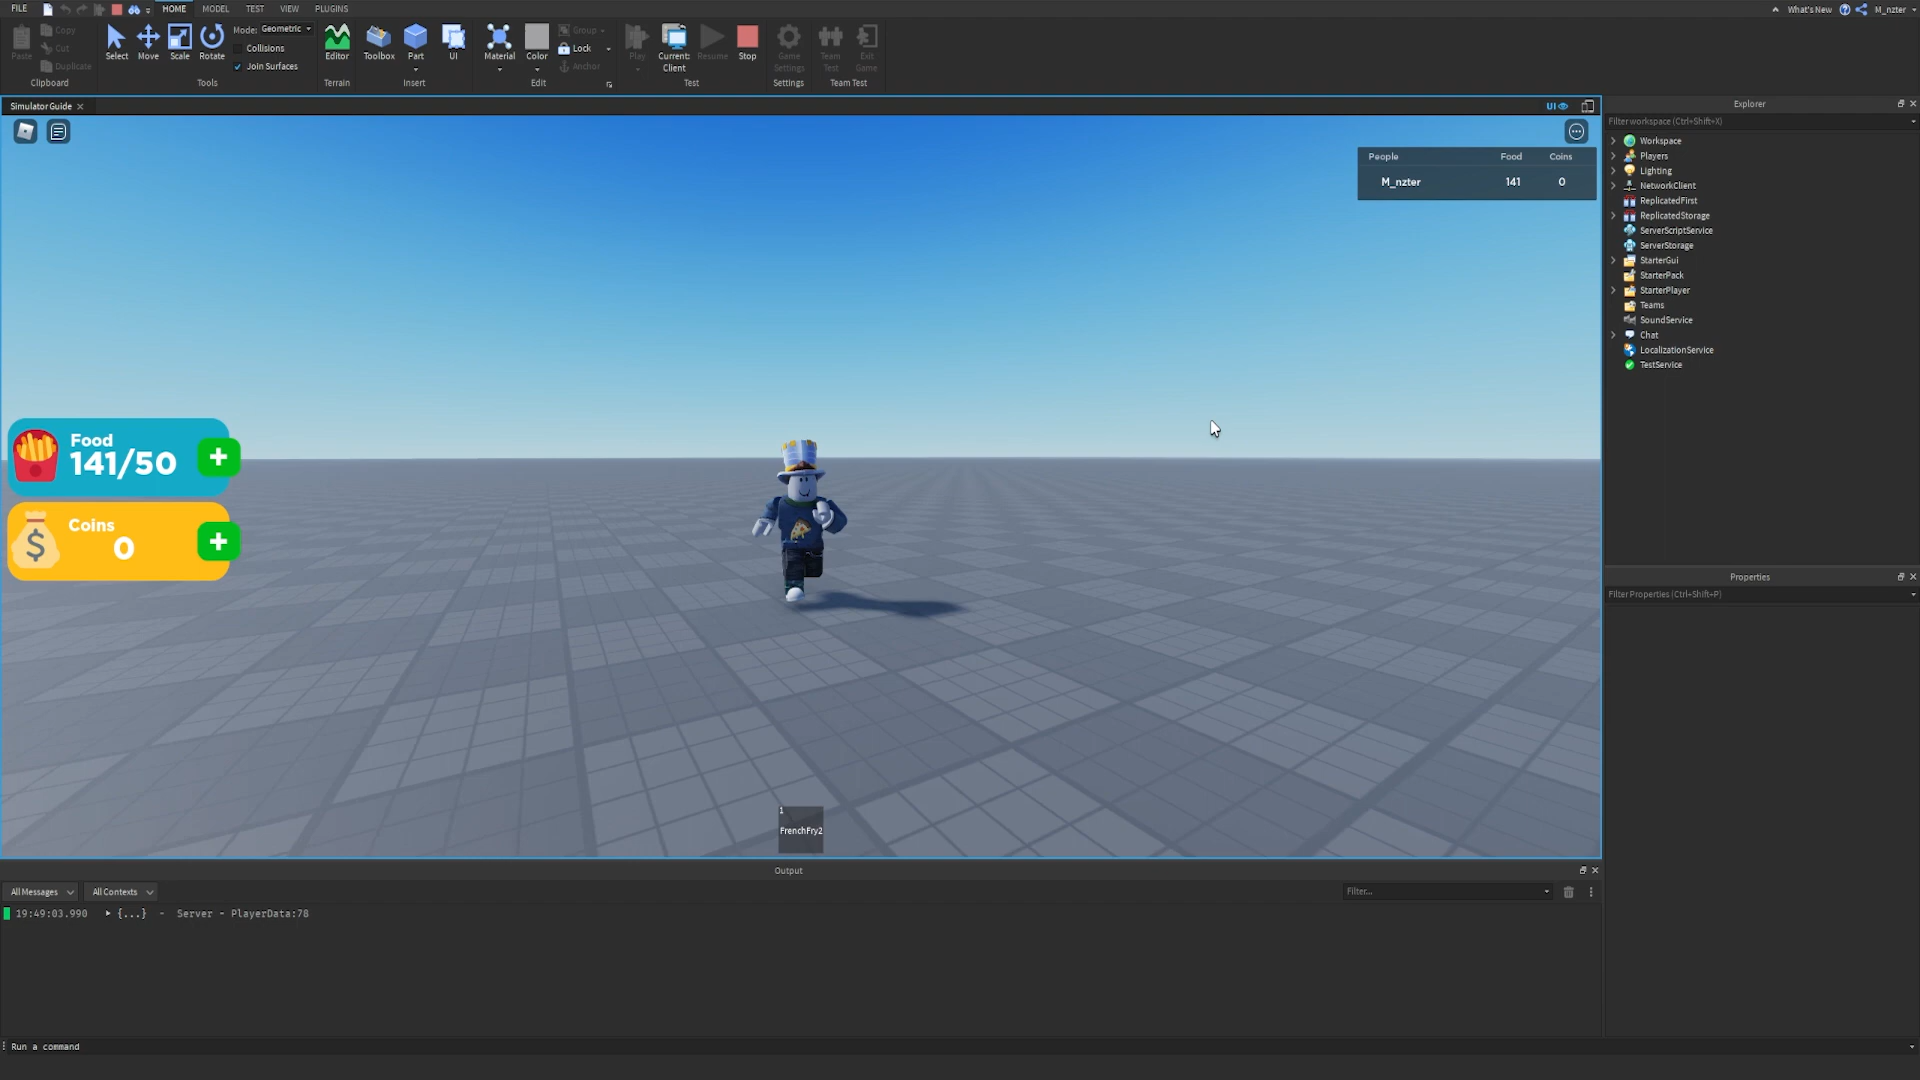 FILE HOME MODEL TEST VIEW PLUGINS What's New M_nzter
Paste Copy Cut Duplicate Clipboard
Select Move Scale Rotate Mode: Geometric Collisions Join Surfaces Tools
Editor Terrain
Toolbox Part UI Insert
Material Color Group Lock Anchor Edit
Play Current: Client Resume Stop Test
Game Settings Settings
Team Test Exit Game Team Test
SimulatorGuide UI
People Food Coins
M_nzter 141 0
Food
141/50
+
Coins
$ 0
+
1
FrenchFry2
Explorer
Filter workspace (Ctrl+Shift+X)
Workspace
Players
Lighting
NetworkClient
ReplicatedFirst
ReplicatedStorage
ServerScriptService
ServerStorage
StarterGui
StarterPack
StarterPlayer
Teams
SoundService
Chat
LocalizationService
TestService
Properties
Filter Properties (Ctrl+Shift+P)
Output
All Messages All Contexts Filter...
19:49:03.990 {...} - Server - PlayerData:78
Run a command